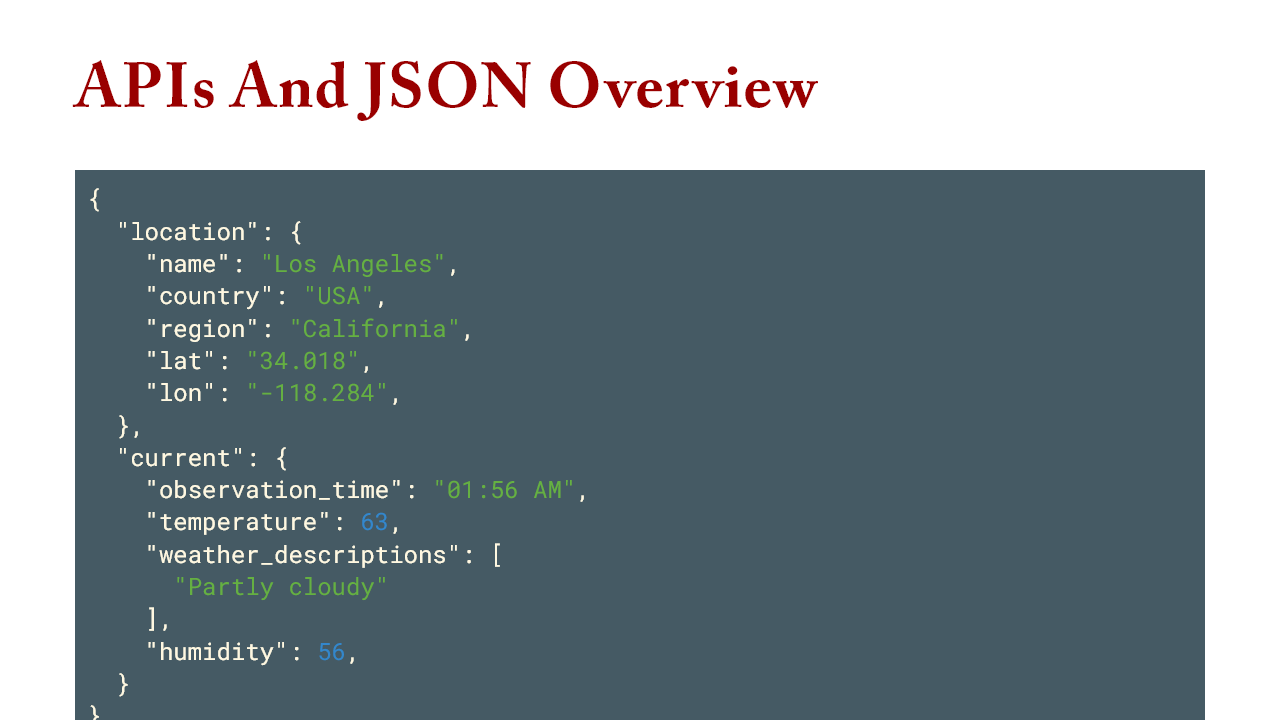 APIs And JSON Overview
{
  "location": {
    "name": "Los Angeles",
    "country": "USA",
    "region": "California",
    "lat": "34.018",
    "lon": "-118.284",
  },
  "current": {
    "observation_time": "01:56 AM",
    "temperature": 63,
    "weather_descriptions": [
      "Partly cloudy"
    ],
    "humidity": 56,
  }
}